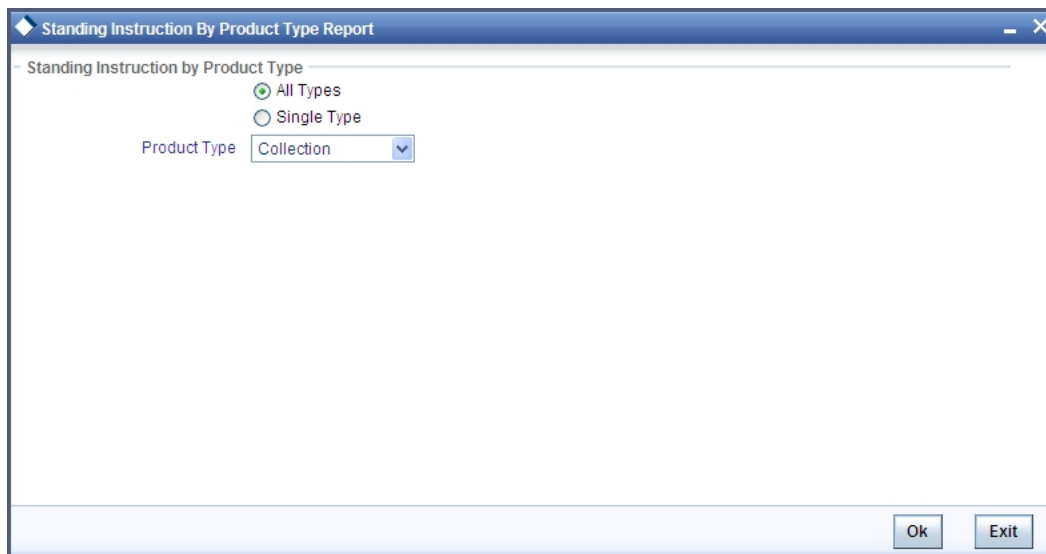 Standing Instruction By Product Type Report
Standing Instruction by Product Type
All Types
Single Type
Product Type Collection
Ok Exit